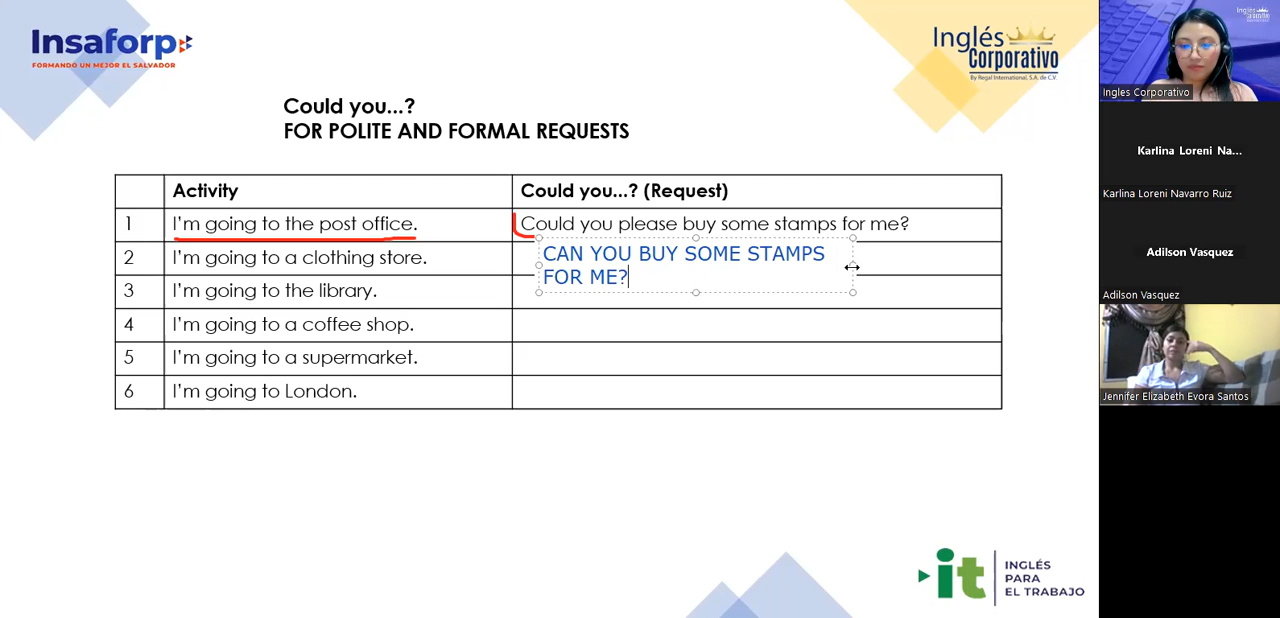 Insaforp
FORMANDO UN MEJOR EL SALVADOR
Inglés
Corporativo
By Regal International, S.A. de C.V.
Could you...?
FOR POLITE AND FORMAL REQUESTS
Activity Could you...? (Request)
1 I'm going to the post office. Could you please buy some stamps for me?
2 I'm going to a clothing store.
CAN YOU BUY SOME STAMPS
FOR ME?
3 I'm going to the library.
4 I'm going to a coffee shop.
5 I'm going to a supermarket.
6 I'm going to London.
it
INGLÉS
PARA
EL TRABAJO
Inglés
Corporativo
Ingles Corporativo
Karlina Loreni Na...
Karlina Loreni Navarro Ruiz
Adilson Vasquez
Adilson Vasquez
Jennifer Elizabeth Evora Santos